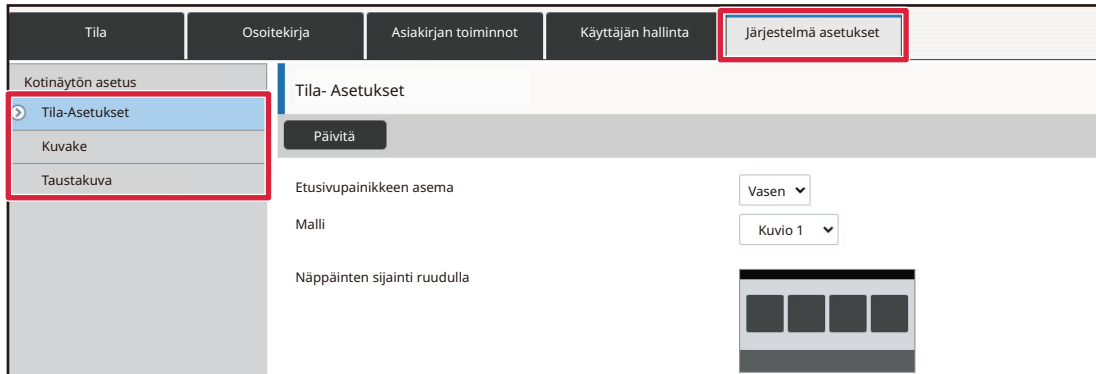 Tila
Osoitekirja
Asiakirjan toiminnot
Käyttäjän hallinta
Järjestelmä asetukset
Kotinäytön asetus
Tila-Asetukset
Kuvake
Taustakuva
Tila- Asetukset
Päivitä
Etusivupainikkeen asema
Vasen
Malli
Kuvio 1
Näppäinten sijainti ruudulla